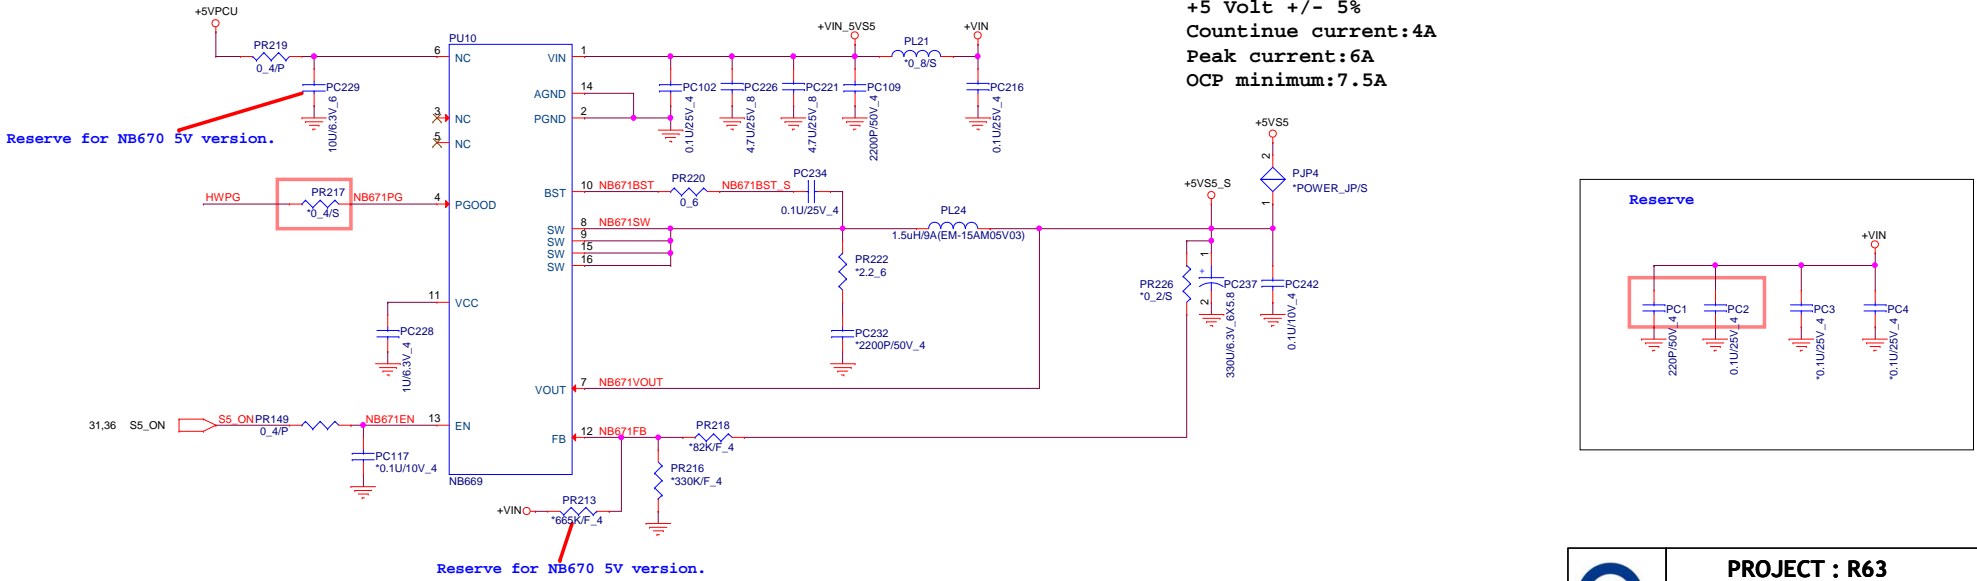 +5 Volt +/- 5%
Countinue current:4A
Peak current:6A
OCP minimum:7.5A
+5VPCU
PR219
0_4/P
PC229
10U/6.3V_6
Reserve for NB670 5V version.
HWPG
PR217
*0_4/S
NB671PG
PC228
1U/6.3V_4
31,36 S5_ON
S5_ON
PR149
0_4/P
NB671EN
PC117
*0.1U/10V_4
PU10
6 NC
3 NC
5 NC
4 PGOOD
11 VCC
13 EN
VIN 1
AGND 14
PGND 2
BST 10
SW 8
SW 9
SW 15
SW 16
VOUT 7
FB 12
NB669
+VIN_5VS5
PL21
*0_8/S
+VIN
PC102
0.1U/25V_4
PC226
4.7U/25V_8
PC221
4.7U/25V_8
PC109
2200P/50V_4
PC216
0.1U/25V_4
NB671BST
PR220
0_6
NB671BST_S
PC234
0.1U/25V_4
NB671SW
PL24
1.5uH/9A(EM-15AM05V03)
PR222
*2.2_6
PC232
*2200P/50V_4
NB671VOUT
NB671FB
PR218
*82K/F_4
PR216
*330K/F_4
+VIN
PR213
*665K/F_4
Reserve for NB670 5V version.
+5VS5
2
PJP4
*POWER_JP/S
1
+5VS5_S
PR226
*0_2/S
1
+
PC237
2
330U/6.3V_6X5.8
PC242
0.1U/10V_4
Reserve
+VIN
PC1
220P/50V_4
PC2
0.1U/25V_4
PC3
*0.1U/25V_4
PC4
*0.1U/25V_4
PROJECT : R63